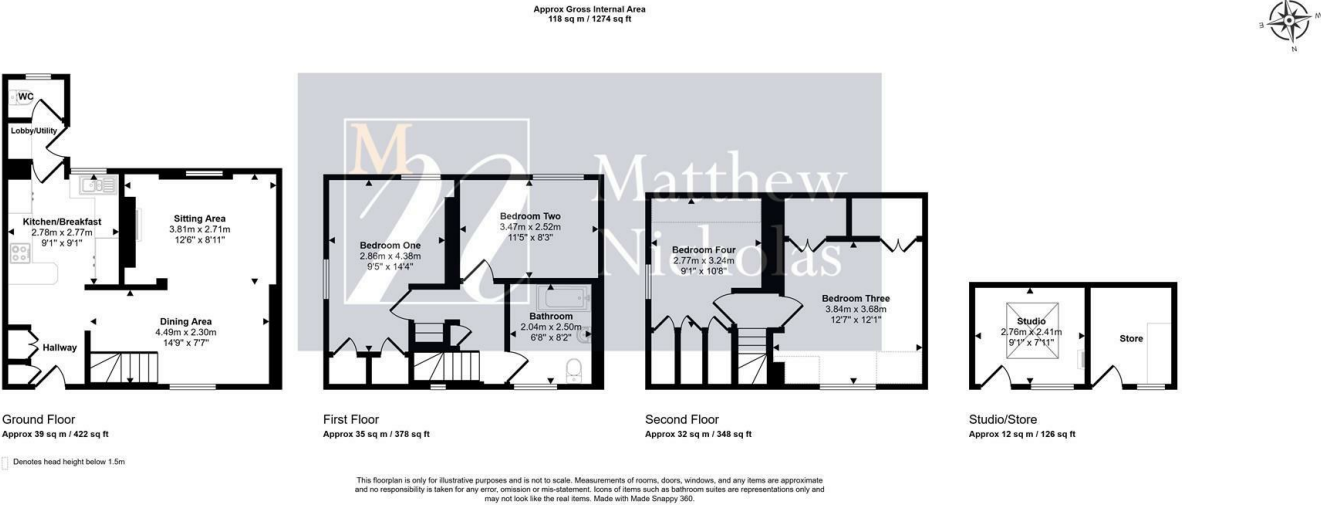 Approx Gross Internal Area
118 sq m / 1274 sq ft
E
N
WC
Lobby/Utility
Kitchen/Breakfast
2.78m x 2.77m
9'1" x 9'1"
Sitting Area
3.81m x 2.71m
12'6" x 8'11"
Dining Area
4.49m x 2.30m
14'9" x 7'7"
Hallway
M
Matthew
Nicholas
Bedroom One
2.86m x 4.38m
9'5" x 14'4"
Bedroom Two
3.47m x 2.52m
11'5" x 8'3"
Bathroom
2.04m x 2.50m
6'8" x 8'2"
Bedroom Four
2.77m x 3.24m
9'1" x 10'8"
Bedroom Three
3.84m x 3.68m
12'7" x 12'1"
Studio
2.76m x 2.41m
9'1" x 7'11"
Store
Ground Floor
Approx 39 sq m / 422 sq ft
First Floor
Approx 35 sq m / 378 sq ft
Second Floor
Approx 32 sq m / 348 sq ft
Studio/Store
Approx 12 sq m / 126 sq ft
Denotes head height below 1.5m
This floorplan is only for illustrative purposes and is not to scale. Measurements of rooms, doors, windows, and any items are approximate
and no responsibility is taken for any error, omission or mis-statement. Icons of items such as bathroom suites are representations only and
may not look like the real items. Made with Made Snappy 360.